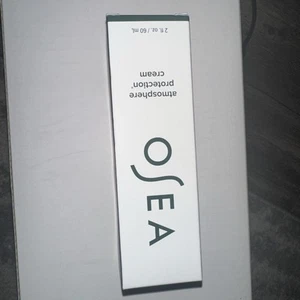 OSEA
atmosphere
protection
cream
2 fl. oz. / 60 mL